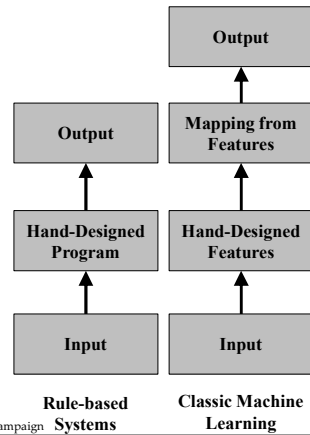 Output
Output
Mapping from
Features
Hand-Designed
Program
Hand-Designed
Features
Input
Input
Rule-based
Systems
Classic Machine
Learning
ampaign